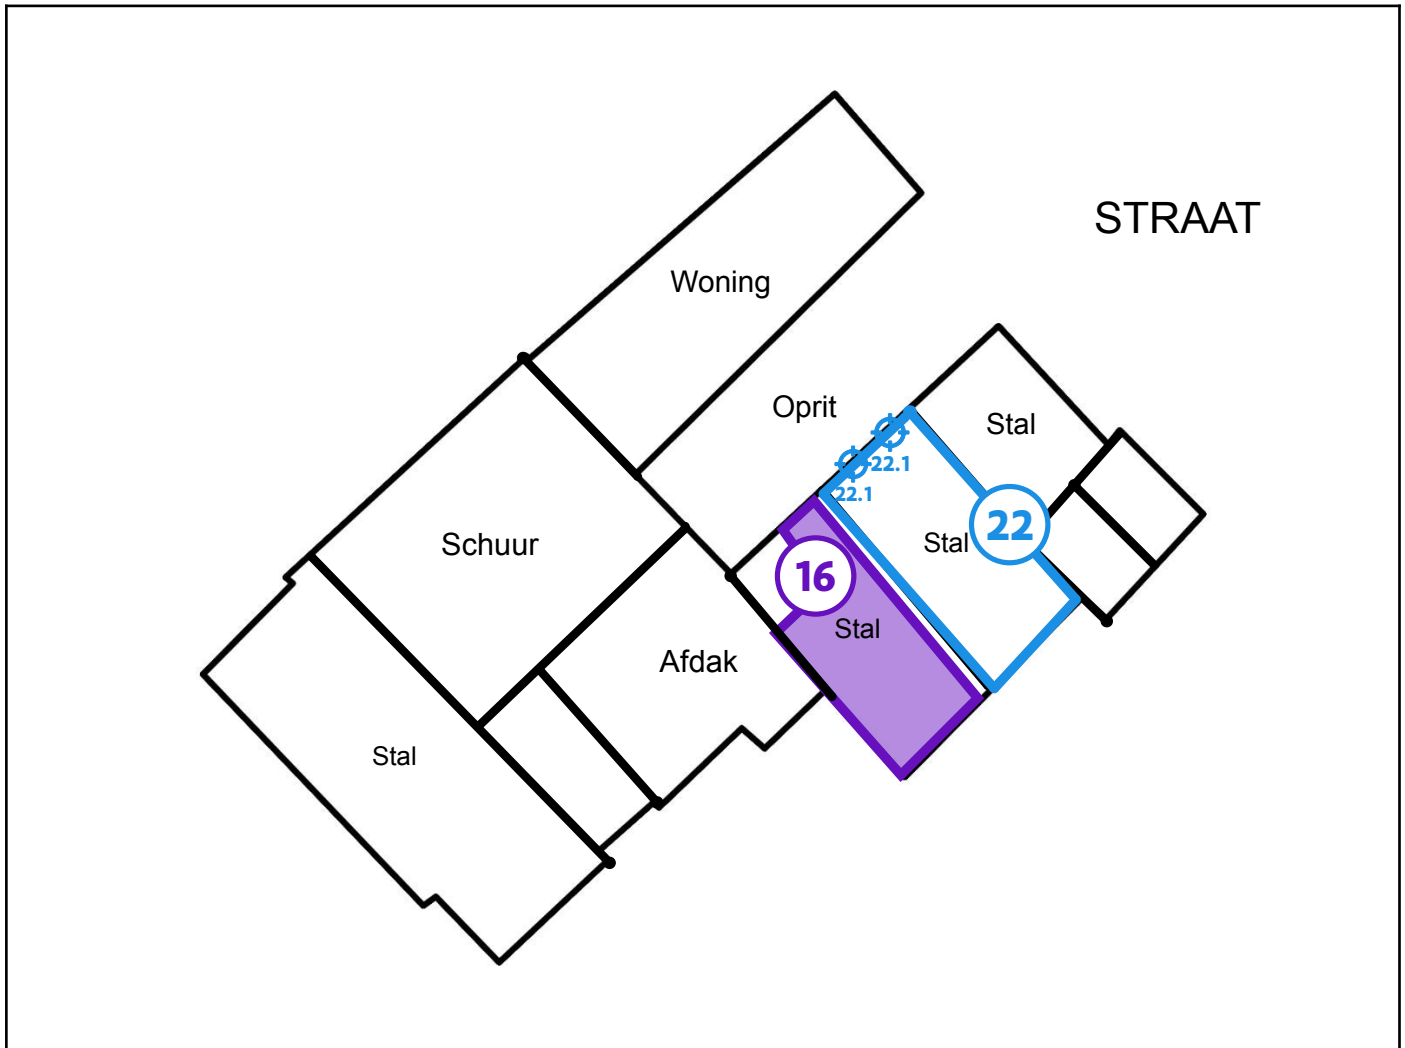 STRAAT
Woning
Oprit
Stal
22.1
22.1
22
Stal
Schuur
16
Stal
Afdak
Stal